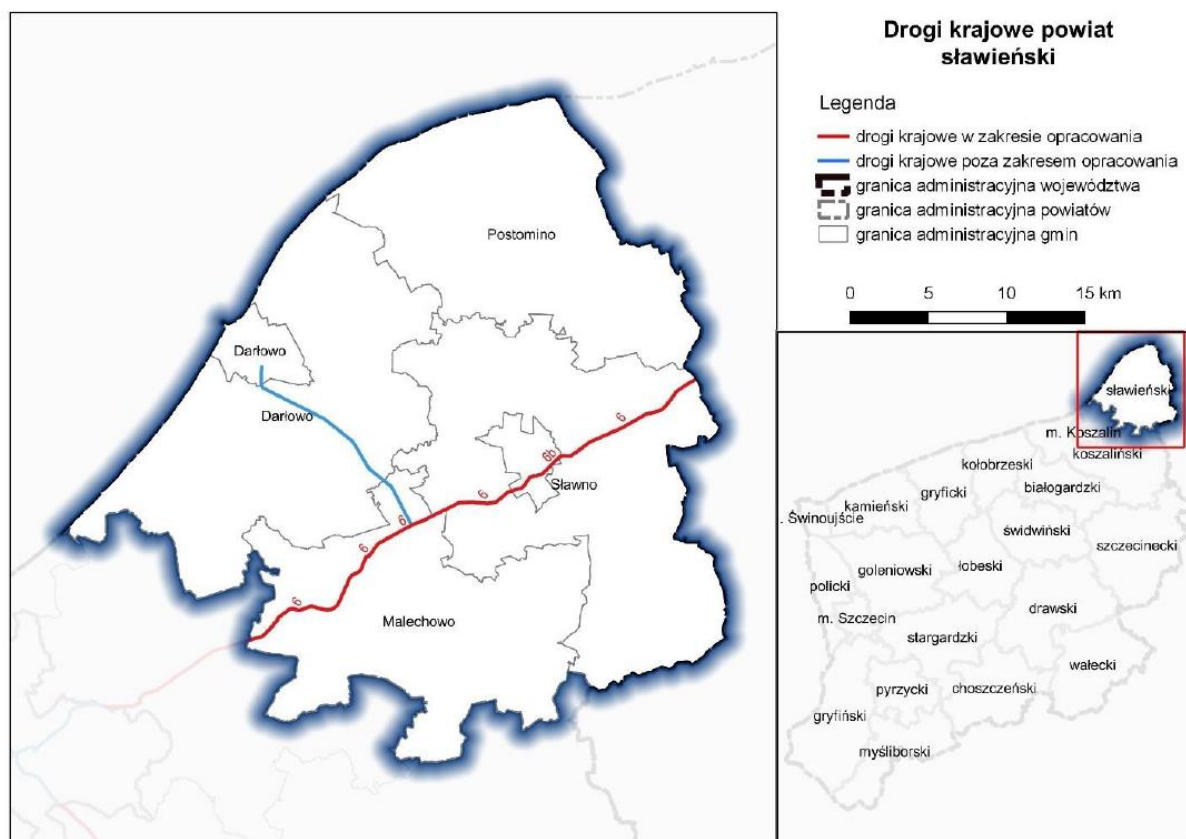 Drogi krajowe powiat
sławieński
Legenda
drogi krajowe w zakresie opracowania
drogi krajowe poza zakresem opracowania
granica administracyjna województwa
granica administracyjna powiatów
granica administracyjna gmin
0 5 10 15 km
Postomino
Darłowo
Darłowo
6
6b
Sławno
6
6
6
6
Malechowo
sławieński
m. Koszalin
koszaliński
kołobrzeski
białogardzki
gryficki
kamieński
. Świnoujście
świdwiński
szczecinecki
łobeski
goleniowski
policki
drawski
m. Szczecin
stargardzki
wałecki
choszczeński
pyrzycki
gryfiński
myśliborski